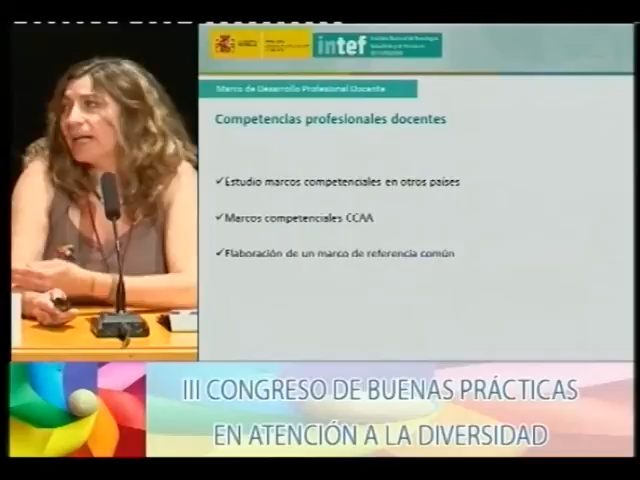 intef
Marco de Desarrollo Profesional Docente
Competencias profesionales docentes
✓Estudio marcos competenciales en otros países
✓Marcos competenciales CCAA
✓Elaboración de un marco de referencia común
III CONGRESO DE BUENAS PRÁCTICAS
EN ATENCIÓN A LA DIVERSIDAD